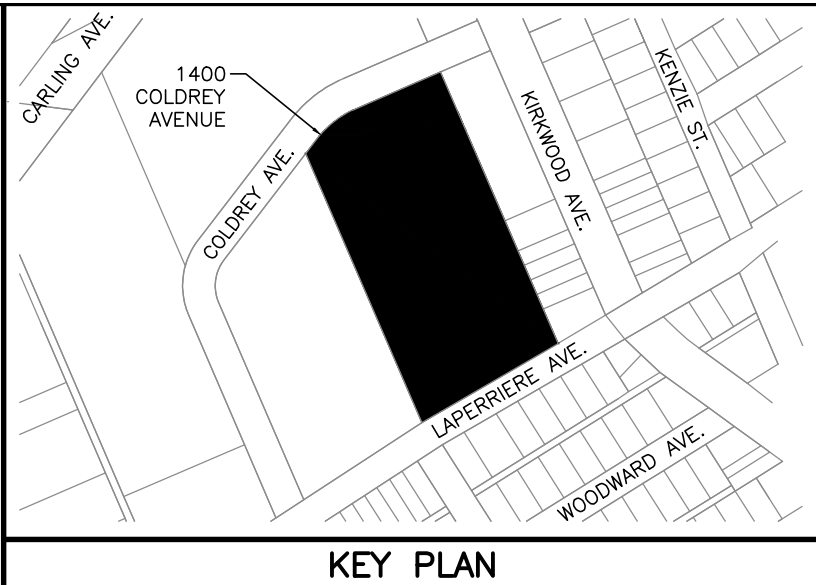 CARLING AVE.
1400
COLDREY
AVENUE
COLDREY AVE.
KIRKWOOD AVE.
KENZIE ST.
LAPERRIERE AVE.
WOODWARD AVE.
KEY PLAN